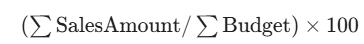 (∑ SalesAmount/ ∑ Budget) × 100